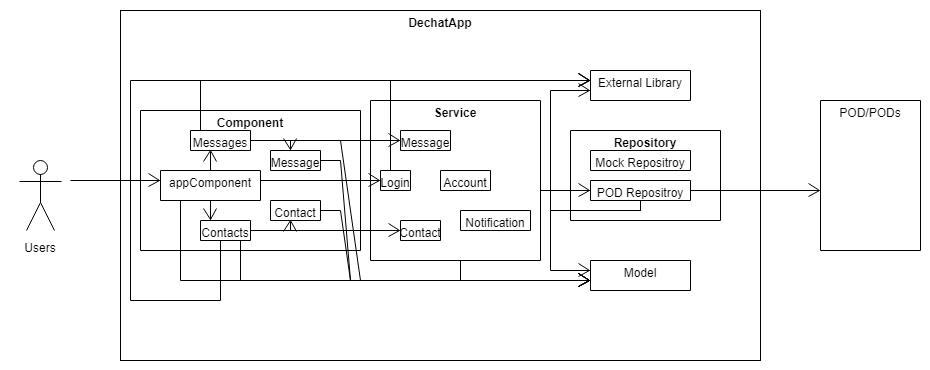 DechatApp
External Library
POD/PODs
Service
Component
Messages
Message
Repository
Message
Mock Repositroy
appComponent
Login
Account
POD Repositroy
Contact
Notification
Contacts
Contact
Users
Model